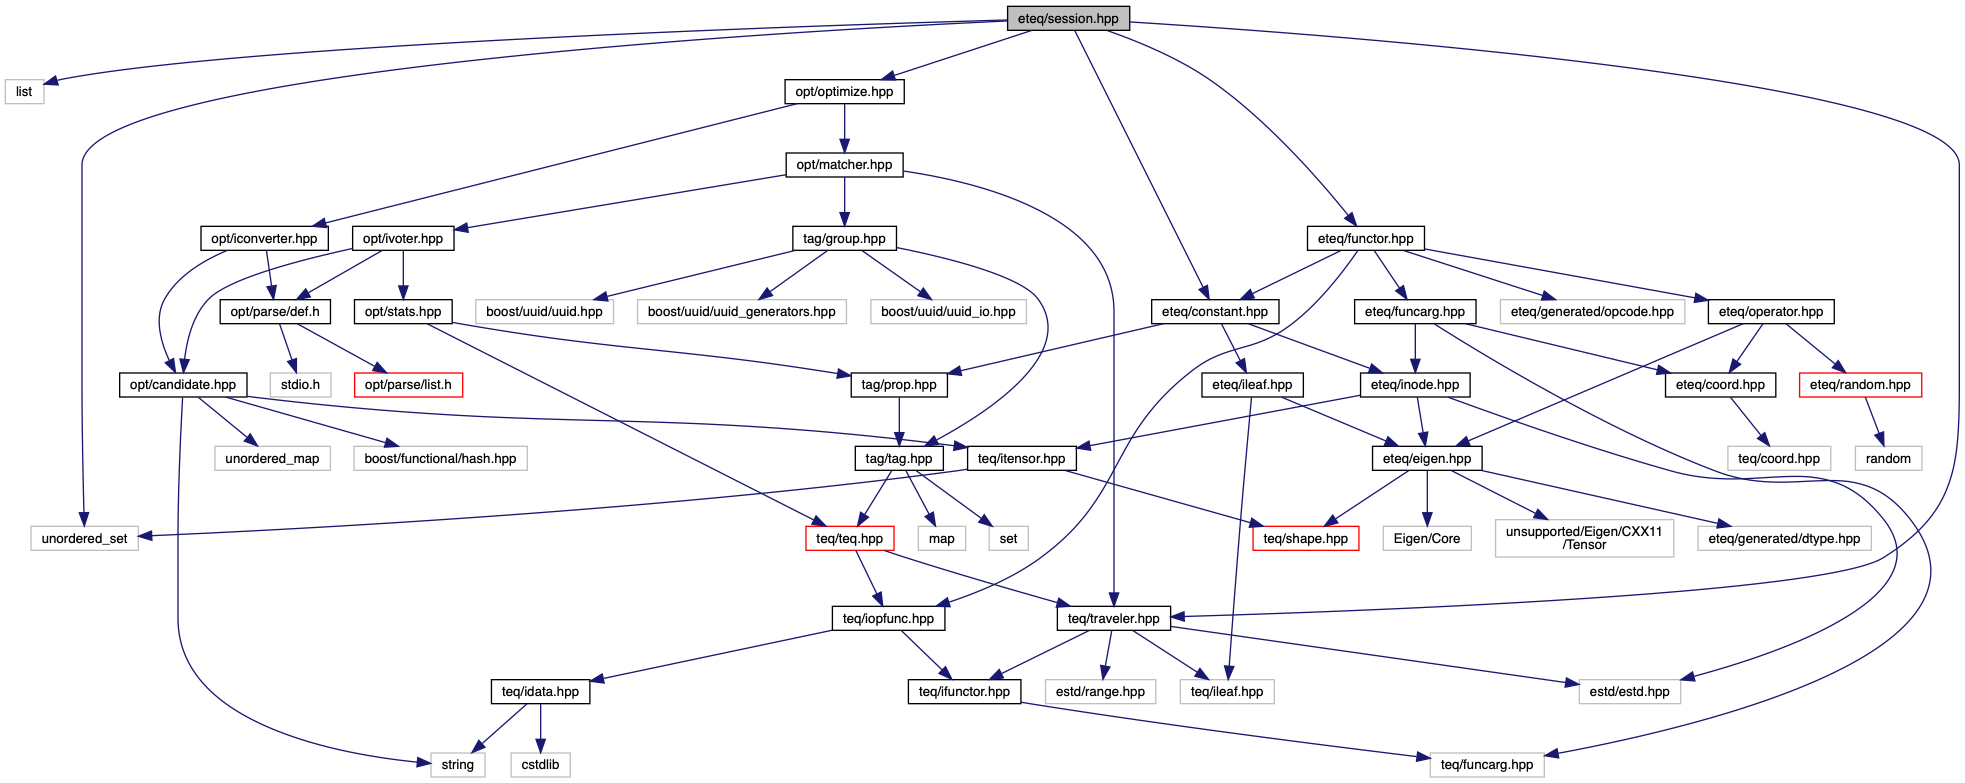 eteq/session.hpp
list
opt/optimize.hpp
opt/matcher.hpp
opt/iconverter.hpp
opt/ivoter.hpp
tag/group.hpp
eteq/functor.hpp
opt/parse/def.h
opt/stats.hpp
boost/uuid/uuid.hpp
boost/uuid/uuid_generators.hpp
boost/uuid/uuid_io.hpp
eteq/constant.hpp
eteq/funcarg.hpp
eteq/generated/opcode.hpp
eteq/operator.hpp
opt/candidate.hpp
stdio.h
opt/parse/list.h
tag/prop.hpp
eteq/ileaf.hpp
eteq/inode.hpp
eteq/coord.hpp
eteq/random.hpp
unordered_map
boost/functional/hash.hpp
tag/tag.hpp
teq/itensor.hpp
eteq/eigen.hpp
teq/coord.hpp
random
unordered_set
teq/teq.hpp
map
set
teq/shape.hpp
Eigen/Core
unsupported/Eigen/CXX11
/Tensor
eteq/generated/dtype.hpp
teq/iopfunc.hpp
teq/traveler.hpp
teq/idata.hpp
teq/ifunctor.hpp
estd/range.hpp
teq/ileaf.hpp
estd/estd.hpp
string
cstdlib
teq/funcarg.hpp